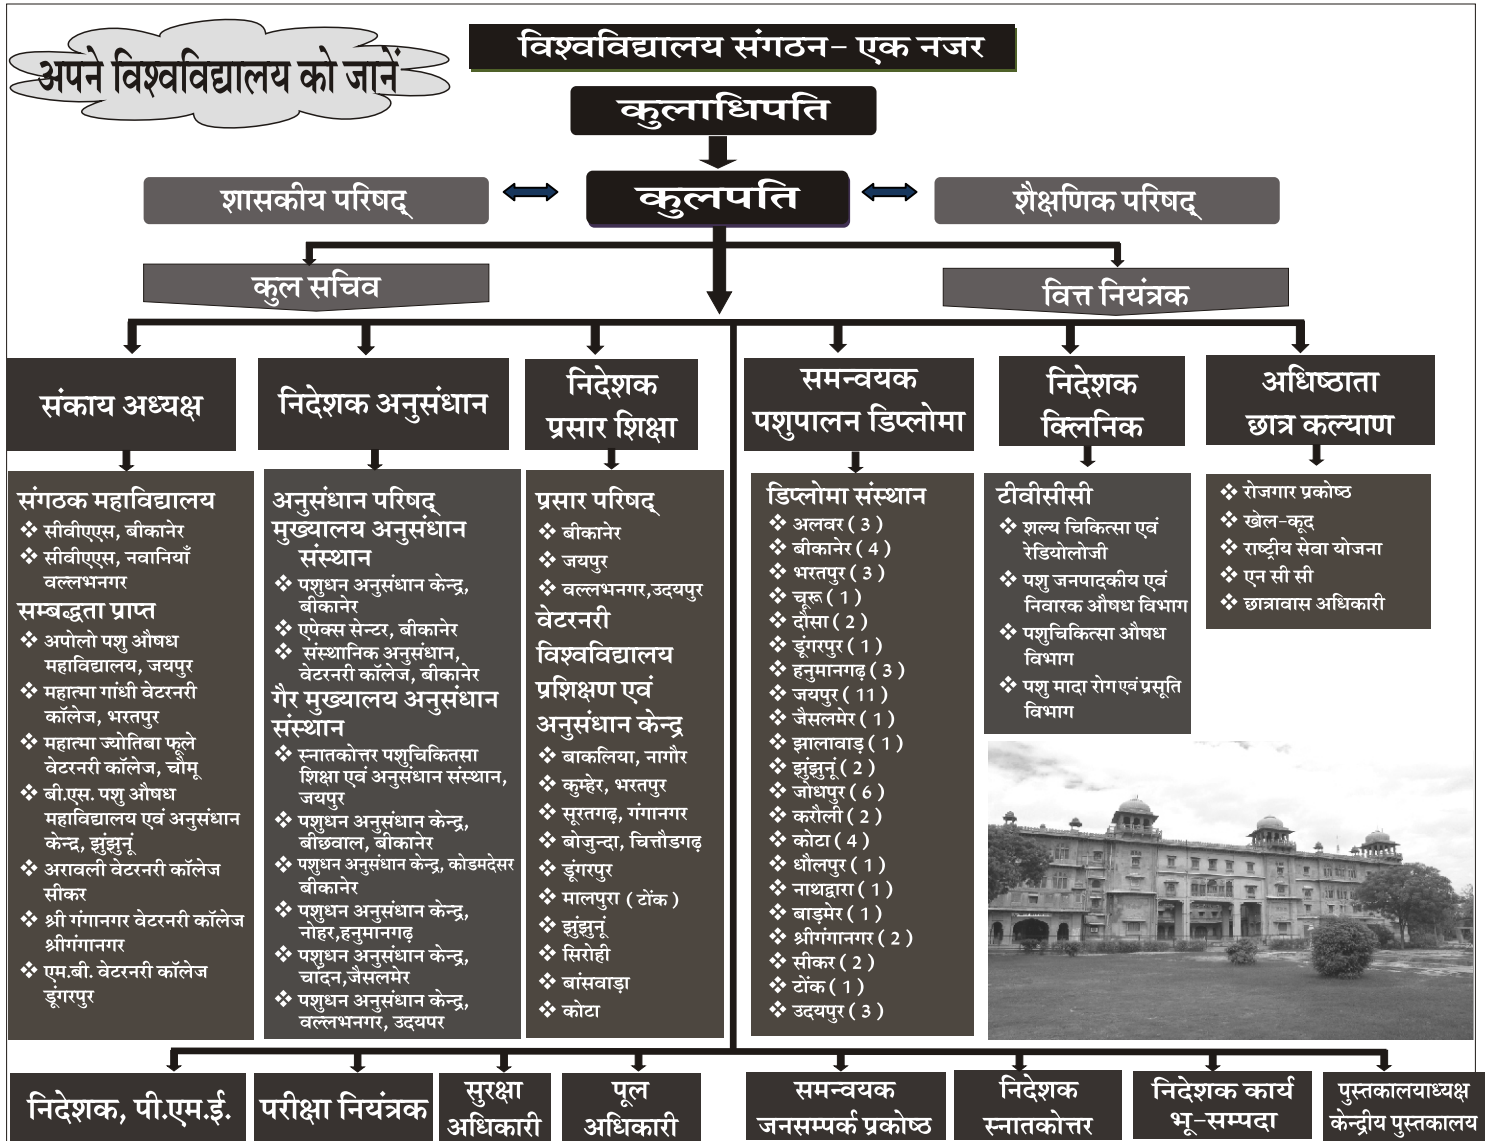 अपने विश्वविद्यालय को जानें
विश्वविद्यालय संगठन- एक नजर
कुलाधिपति
शासकीय परिषद्
कुलपति
शैक्षणिक परिषद्
कुल सचिव
वित्त नियंत्रक
संकाय अध्यक्ष
संगठक महाविद्यालय
❖ सीवीएएस, बीकानेर
❖ सीवीएएस, नवानियाँ
वल्लभनगर
सम्बद्धता प्राप्त
❖ अपोलो पशु औषध
महाविद्यालय, जयपुर
❖ महात्मा गांधी वेटरनरी
कॉलेज, भरतपुर
❖ महात्मा ज्योतिबा फूले
वेटरनरी कॉलेज, चौमू
❖ बी.एस. पशु औषध
महाविद्यालय एवं अनुसंधान
केन्द्र, झुंझुनूं
❖ अरावली वेटरनरी कॉलेज
सीकर
❖ श्री गंगानगर वेटरनरी कॉलेज
श्रीगंगानगर
❖ एम.बी. वेटरनरी कॉलेज
डूंगरपुर
निदेशक अनुसंधान
अनुसंधान परिषद्
मुख्यालय अनुसंधान
संस्थान
❖ पशुधन अनुसंधान केन्द्र,
बीकानेर
❖ एपेक्स सेन्टर, बीकानेर
❖ संस्थानिक अनुसंधान,
वेटरनरी कॉलेज, बीकानेर
गैर मुख्यालय अनुसंधान
संस्थान
❖ स्नातकोत्तर पशुचिकितसा
शिक्षा एवं अनुसंधान संस्थान,
जयपुर
❖ पशुधन अनुसंधान केन्द्र,
बीछवाल, बीकानेर
❖ पशुधन अनुसंधान केन्द्र, कोडमदेसर
बीकानेर
❖ पशुधन अनुसंधान केन्द्र,
नोहर,हनुमानगढ़
❖ पशुधन अनुसंधान केन्द्र,
चांदन,जैसलमेर
❖ पशुधन अनुसंधान केन्द्र,
वल्लभनगर, उदयपर
निदेशक
प्रसार शिक्षा
प्रसार परिषद्
❖ बीकानेर
❖ जयपुर
❖ वल्लभनगर,उदयपुर
वेटरनरी
विश्वविद्यालय
प्रशिक्षण एवं
अनुसंधान केन्द्र
❖ बाकलिया, नागौर
❖ कुम्हेर, भरतपुर
❖ सूरतगढ़, गंगानगर
❖ बोजुन्दा, चित्तौडगढ़
❖ डूंगरपुर
❖ मालपुरा ( टोंक )
❖ झुंझुनूं
❖ सिरोही
❖ बांसवाड़ा
❖ कोटा
समन्वयक
पशुपालन डिप्लोमा
डिप्लोमा संस्थान
❖ अलवर ( 3 )
❖ बीकानेर ( 4 )
❖ भरतपुर ( 3 )
❖ चूरू ( 1 )
❖ दौसा ( 2 )
❖ डूंगरपुर ( 1 )
❖ हनुमानगढ़ ( 3 )
❖ जयपुर ( 11 )
❖ जैसलमेर ( 1 )
❖ झालावाड़ ( 1 )
❖ झुंझुनूं ( 2 )
❖ जोधपुर ( 6 )
❖ करौली ( 2 )
❖ कोटा ( 4 )
❖ धौलपुर ( 1 )
❖ नाथद्वारा ( 1 )
❖ बाड़मेर ( 1 )
❖ श्रीगंगानगर ( 2 )
❖ सीकर ( 2 )
❖ टोंक ( 1 )
❖ उदयपुर ( 3 )
निदेशक
क्लिनिक
टीवीसीसी
❖ शल्य चिकित्सा एवं
रेडियोलोजी
❖ पशु जनपादकीय एवं
निवारक औषध विभाग
❖ पशुचिकित्सा औषध
विभाग
❖ पशु मादा रोग एवं प्रसूति
विभाग
अधिष्ठाता
छात्र कल्याण
❖ रोजगार प्रकोष्ठ
❖ खेल-कूद
❖ राष्ट्रीय सेवा योजना
❖ एन सी सी
❖ छात्रावास अधिकारी
निदेशक, पी.एम.ई.
परीक्षा नियंत्रक
सुरक्षा
अधिकारी
पूल
अधिकारी
समन्वयक
जनसम्पर्क प्रकोष्ठ
निदेशक
स्नातकोत्तर
निदेशक कार्य
भू-सम्पदा
पुस्तकालयाध्यक्ष
केन्द्रीय पुस्तकालय